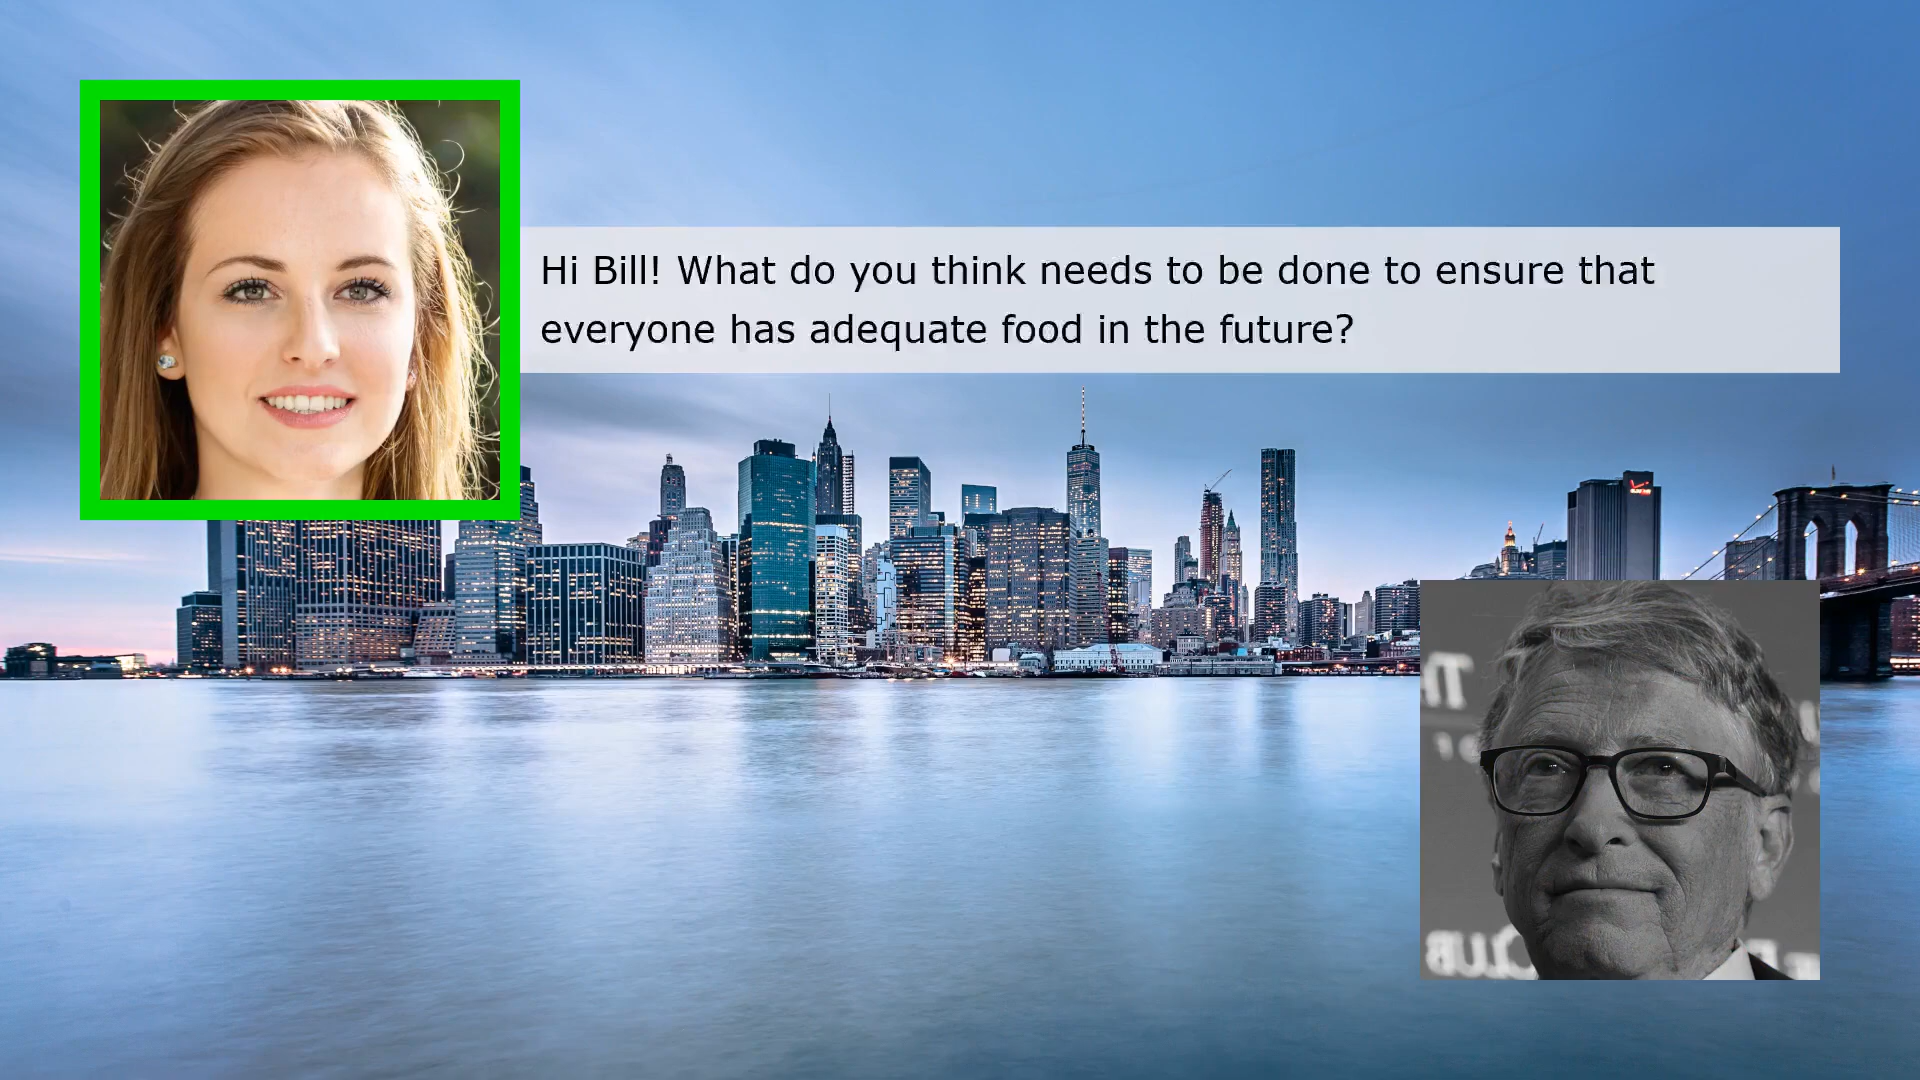 Hi Bill! What do you think needs to be done to ensure that
everyone has adequate food in the future?